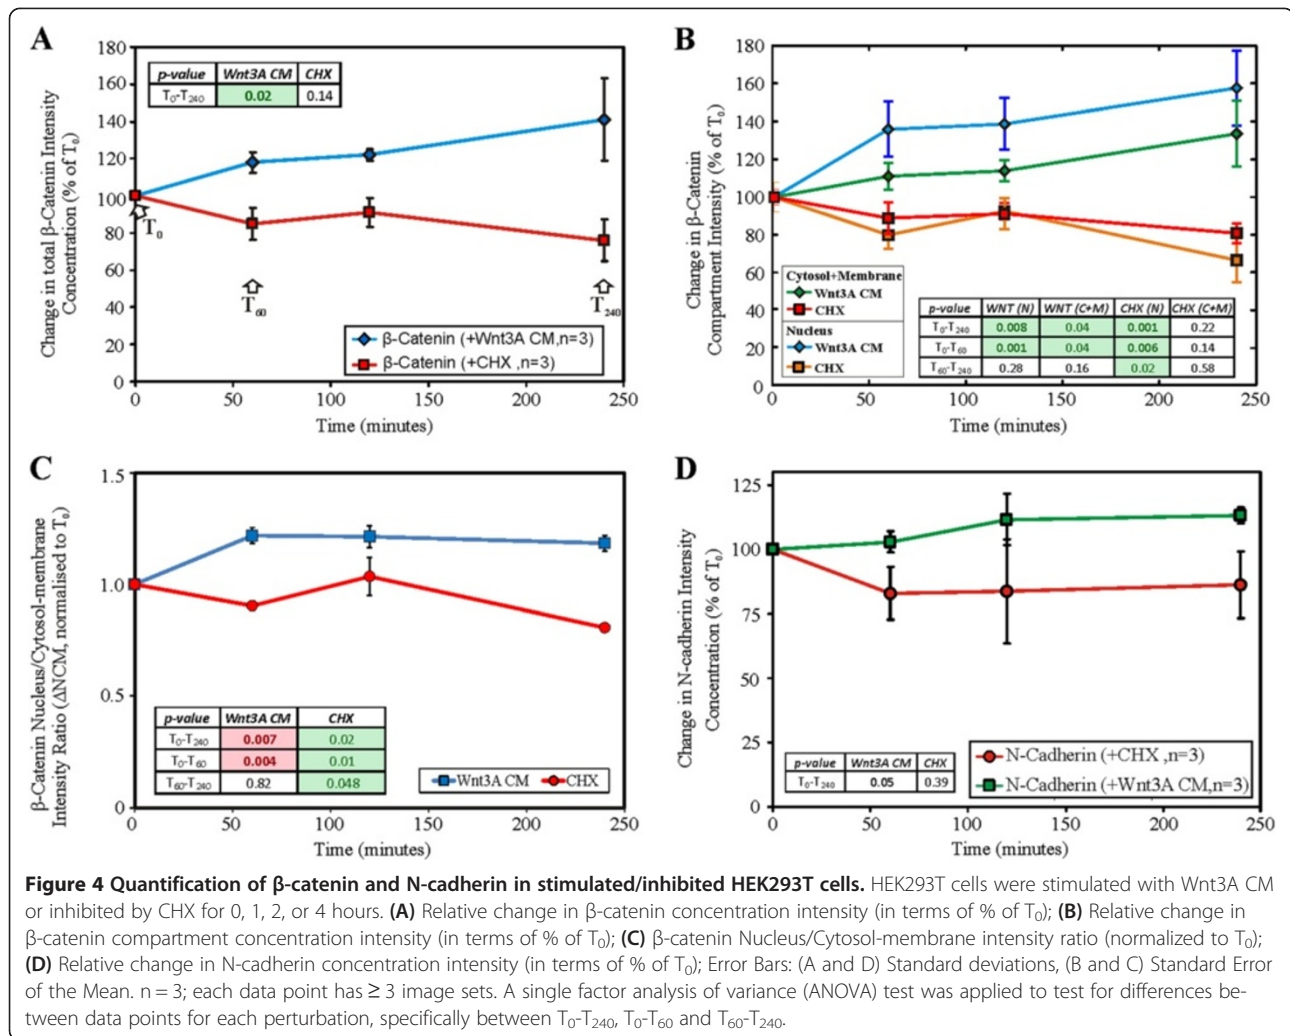 A
180
160
140
120
100
80
60
40
20
0
Change in total β-Catenin Intensity
Concentration (% of T0)
p-value Wnt3A CM CHX
T0-T240 0.02 0.14
T0
T60
T240
β-Catenin (+Wnt3A CM,n=3)
β-Catenin (+CHX ,n=3)
0 50 100 150 200 250
Time (minutes)
B
180
160
140
120
100
80
60
40
20
0
Change in β-Catenin
Compartment Intensity (% of T0)
Cytosol+Membrane
Wnt3A CM
CHX
Nucleus
Wnt3A CM
CHX
p-value WNT (N) WNT (C+M) CHX (N) CHX (C+M)
T0-T240 0.008 0.04 0.001 0.22
T0-T60 0.001 0.04 0.006 0.14
T60-T240 0.28 0.16 0.02 0.58
0 50 100 150 200 250
Time (minutes)
C
1.5
1.0
0.5
0
β-Catenin Nucleus/Cytosol-membrane
Intensity Ratio (ΔNCM, normalised to T0)
p-value Wnt3A CM CHX
T0-T240 0.007 0.02
T0-T60 0.004 0.01
T60-T240 0.82 0.048
Wnt3A CM CHX
0 50 100 150 200 250
Time (minutes)
D
125
100
75
50
25
0
Change in N-cadherin Intensity
Concentration (% of T0)
p-value Wnt3A CM CHX
T0-T240 0.05 0.39
N-Cadherin (+CHX ,n=3)
N-Cadherin (+Wnt3A CM,n=3)
0 50 100 150 200 250
Time (minutes)
Figure 4 Quantification of β-catenin and N-cadherin in stimulated/inhibited HEK293T cells. HEK293T cells were stimulated with Wnt3A CM
or inhibited by CHX for 0, 1, 2, or 4 hours. (A) Relative change in β-catenin concentration intensity (in terms of % of T0); (B) Relative change in
β-catenin compartment concentration intensity (in terms of % of T0); (C) β-catenin Nucleus/Cytosol-membrane intensity ratio (normalized to T0);
(D) Relative change in N-cadherin concentration intensity (in terms of % of T0); Error Bars: (A and D) Standard deviations, (B and C) Standard Error
of the Mean. n = 3; each data point has ≥ 3 image sets. A single factor analysis of variance (ANOVA) test was applied to test for differences be-
tween data points for each perturbation, specifically between T0-T240, T0-T60 and T60-T240.